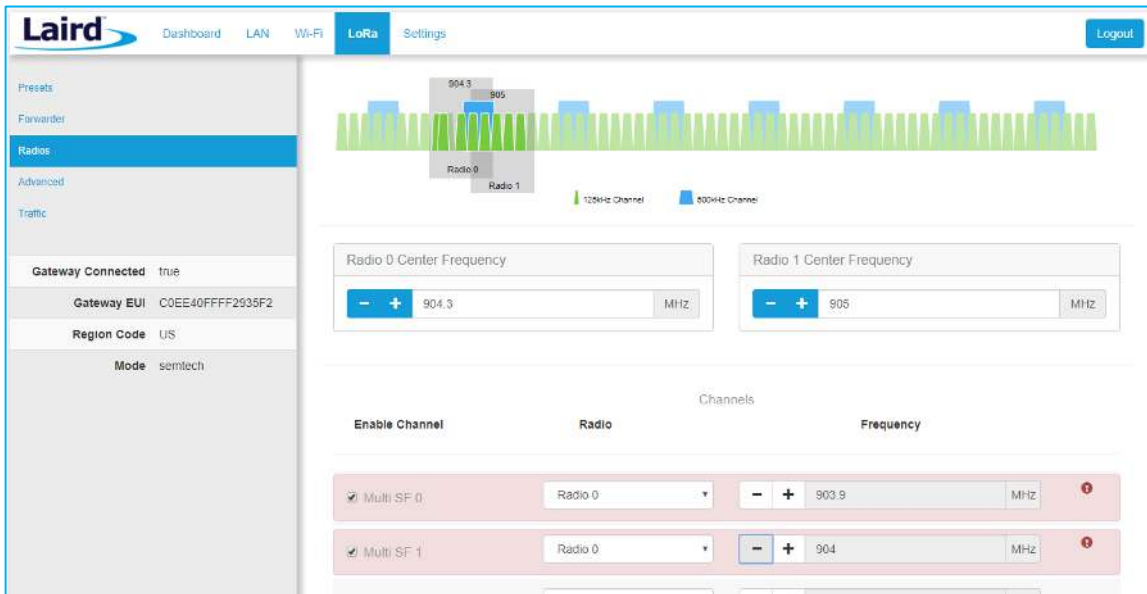 Laird
Dashboard LAN Wi-Fi LoRa Settings Logout
Presets
Forwarder
Radios
Advanced
Traffic
Gateway Connected true
Gateway EUI C0EE40FFFF2935F2
Region Code US
Mode semtech
904.3
905
Radio 0
Radio 1
125kHz Channel 500kHz Channel
Radio 0 Center Frequency Radio 1 Center Frequency
− + 904.3 MHz − + 905 MHz
Channels
Enable Channel Radio Frequency
Multi SF 0 Radio 0 − + 903.9 MHz
Multi SF 1 Radio 0 − + 904 MHz